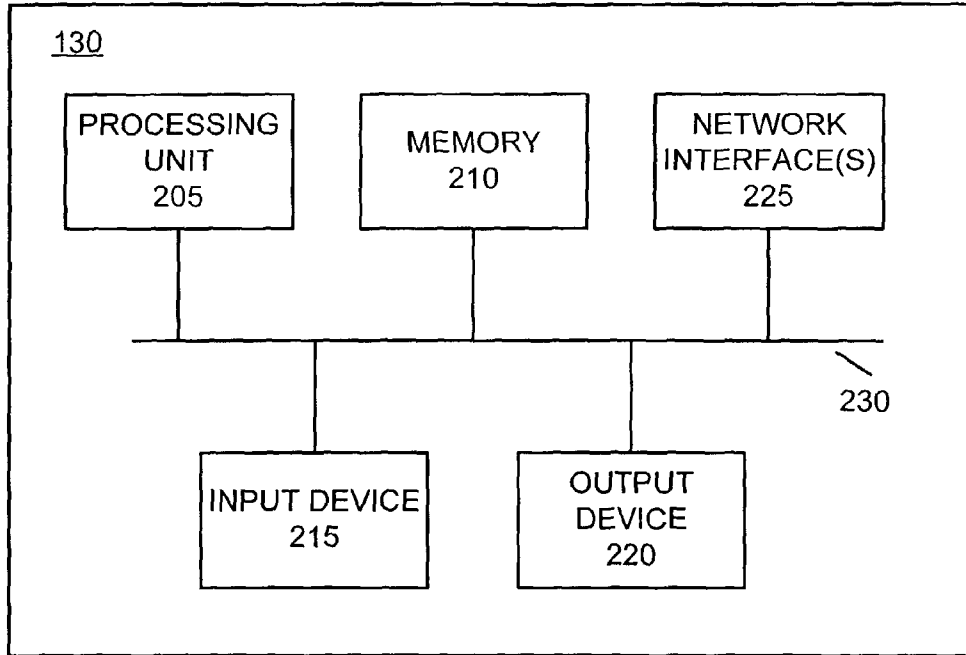 130
PROCESSING
UNIT
205
MEMORY
210
NETWORK
INTERFACE(S)
225
230
INPUT DEVICE
215
OUTPUT
DEVICE
220